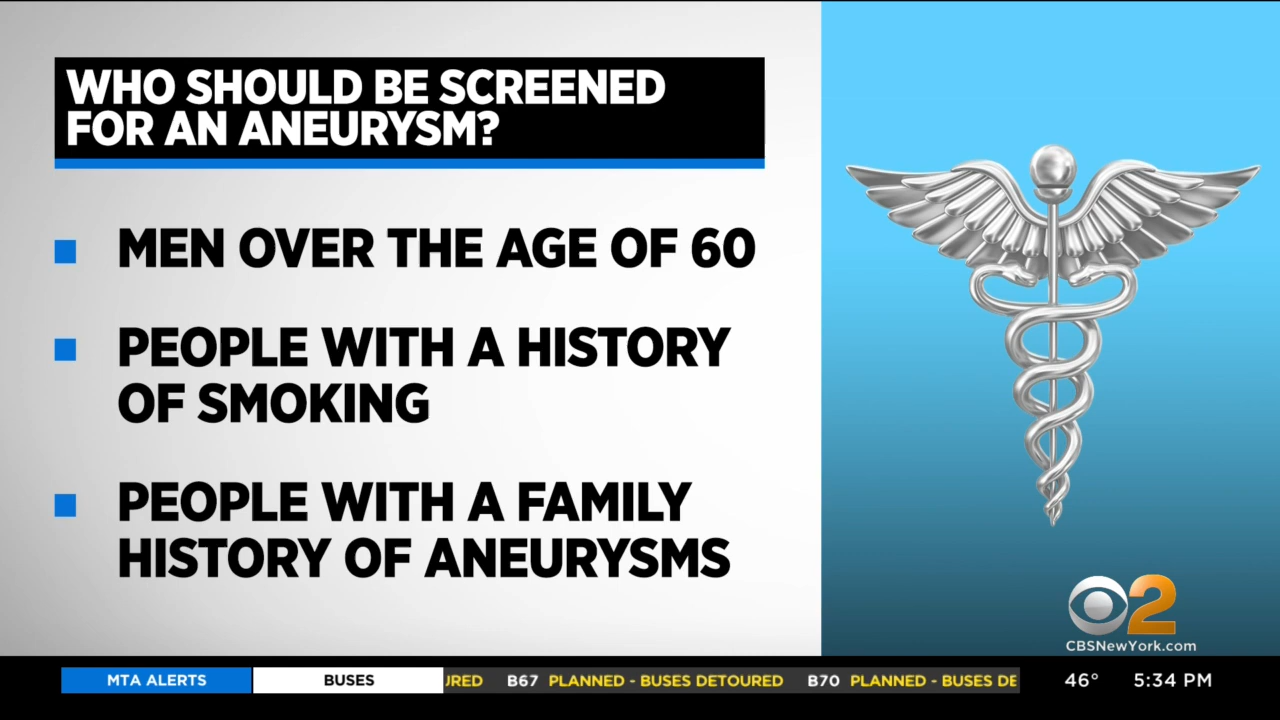 WHO SHOULD BE SCREENED
FOR AN ANEURYSM?
MEN OVER THE AGE OF 60
PEOPLE WITH A HISTORY
OF SMOKING
PEOPLE WITH A FAMILY
HISTORY OF ANEURYSMS
2
CBSNewYork.com
MTA ALERTS BUSES URED B67 PLANNED - BUSES DETOURED B70 PLANNED - BUSES DE 46° 5:34 PM